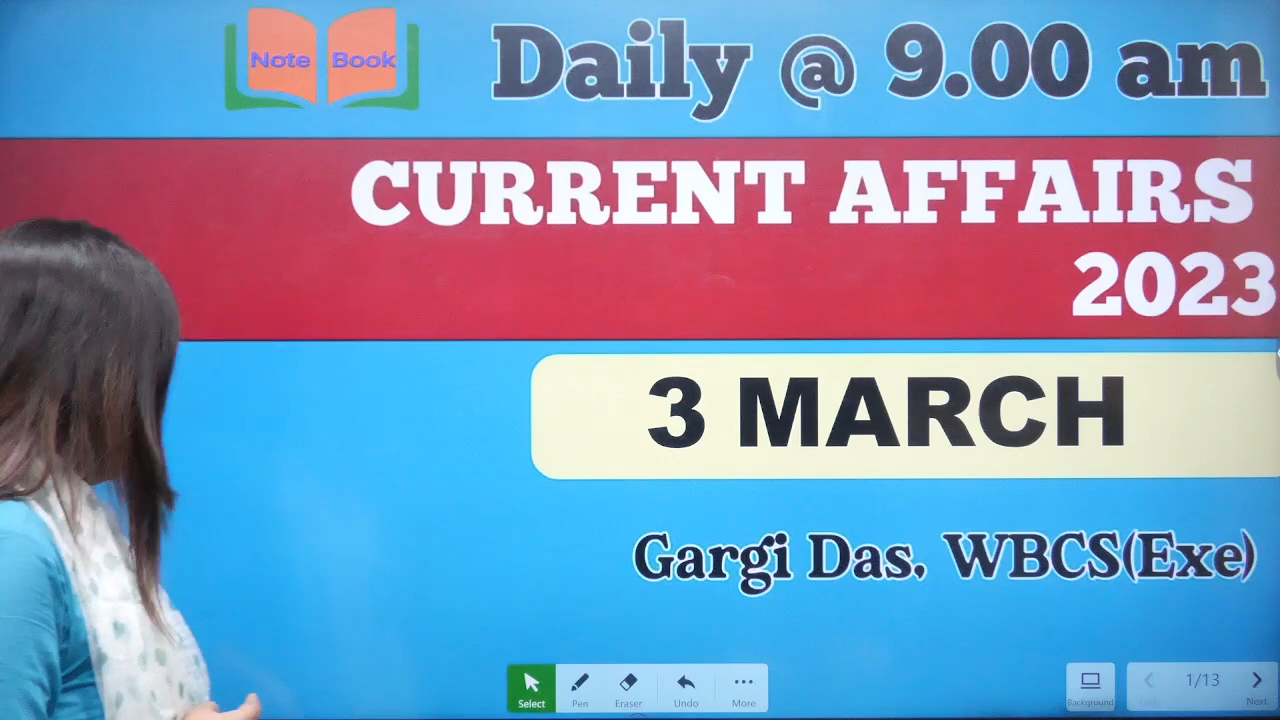 Note Book
Daily @ 9.00 am
CURRENT AFFAIRS
2023
3 MARCH
Gargi Das, WBCS(Exe)
Select
Pen
Eraser
Undo
More
Background
1/13
Next